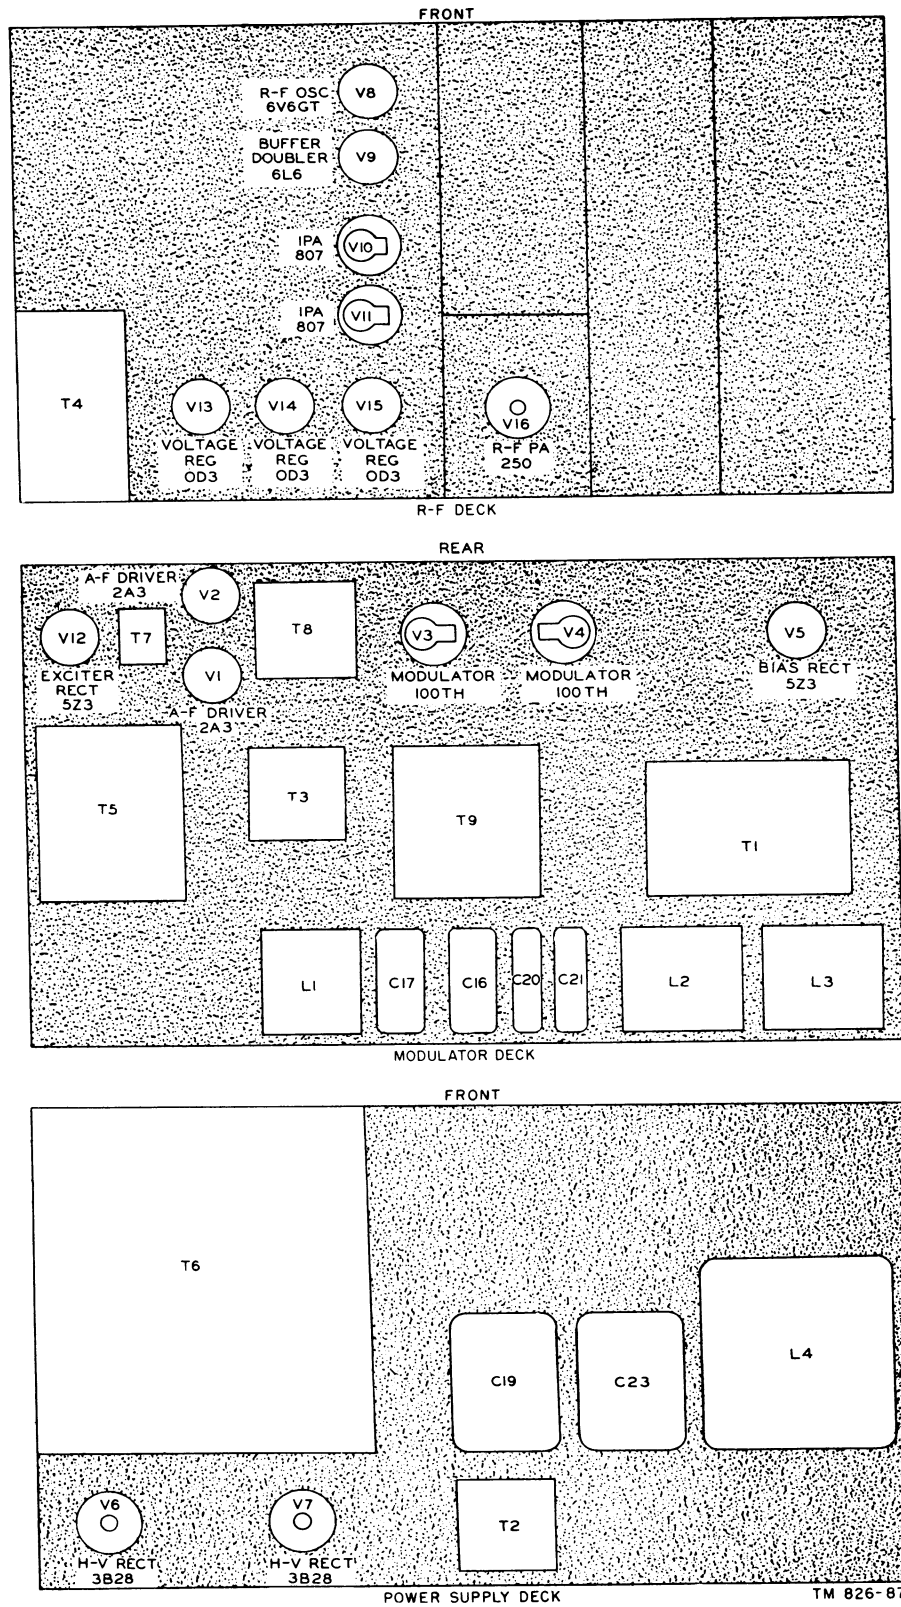 FRONT
R-F OSC
6V6GT
V8
BUFFER
DOUBLER
6L6
V9
IPA
807
V10
IPA
807
V11
T4
V13
V14
V15
V16
VOLTAGE
REG
OD3
VOLTAGE
REG
OD3
VOLTAGE
REG
OD3
R-F PA
250
R-F DECK
REAR
A-F DRIVER
2A3
V2
V12
T7
T8
V3
V4
V5
EXCITER
RECT
5Z3
V1
A-F DRIVER
2A3
MODULATOR
100TH
MODULATOR
100TH
BIAS RECT
5Z3
T5
T3
T9
T1
L1
C17
C16
C20
C21
L2
L3
MODULATOR DECK
FRONT
T6
C19
C23
L4
V6
V7
T2
H-V RECT
3B28
H-V RECT
3B28
POWER SUPPLY DECK
TM 826-87